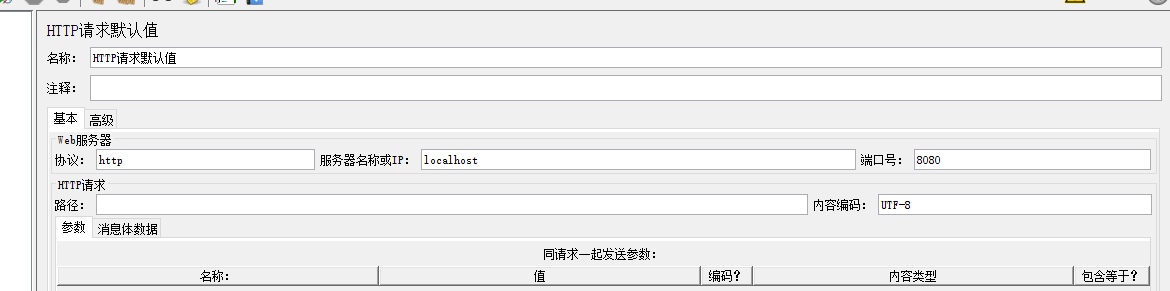 HTTP请求默认值
名称： HTTP请求默认值
注释：
基本 高级
Web服务器
协议： http 服务器名称或IP： localhost 端口号： 8080
HTTP请求
路径： 内容编码： UTF-8
参数 消息体数据
同请求一起发送参数：
名称： 值 编码？ 内容类型 包含等于？